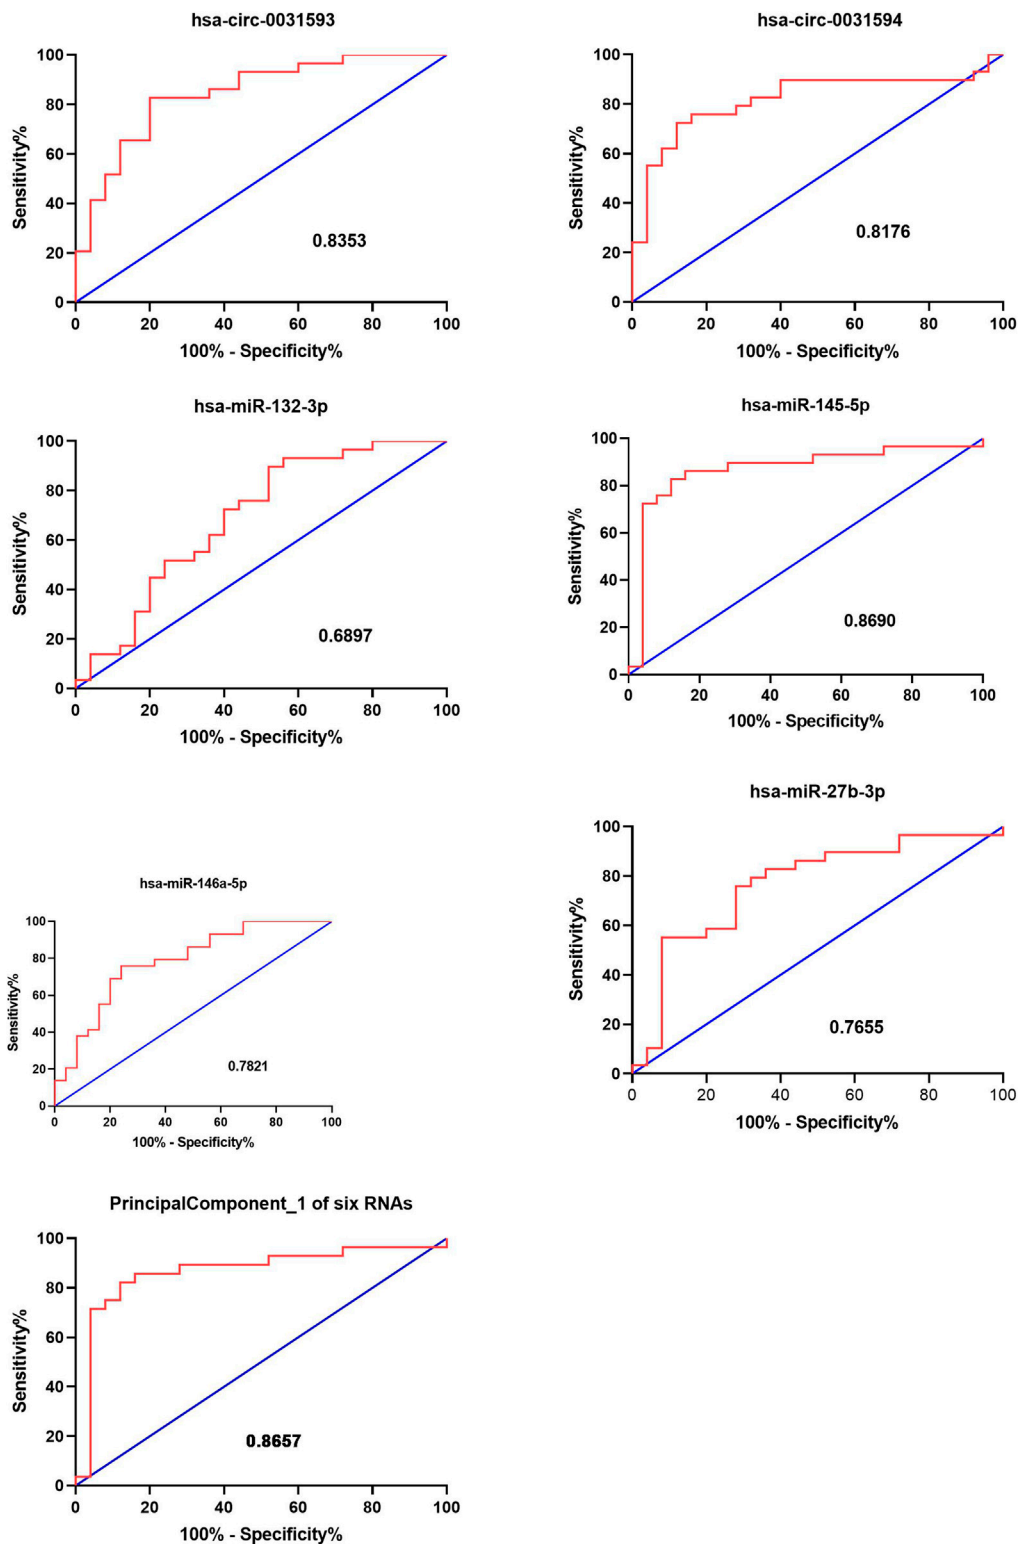 hsa-circ-0031593
100
80
60
40
20
0
Sensitivity%
0.8353
0 20 40 60 80 100
100% - Specificity%
hsa-circ-0031594
100
80
60
40
20
0
Sensitivity%
0.8176
0 20 40 60 80 100
100% - Specificity%
hsa-miR-132-3p
100
80
60
40
20
0
Sensitivity%
0.6897
0 20 40 60 80 100
100% - Specificity%
hsa-miR-145-5p
100
80
60
40
20
0
Sensitivity%
0.8690
0 20 40 60 80 100
100% - Specificity%
hsa-miR-146a-5p
100
80
60
40
20
0
Sensitivity%
0.7821
0 20 40 60 80 100
100% - Specificity%
hsa-miR-27b-3p
100
80
60
40
20
0
Sensitivity%
0.7655
0 20 40 60 80 100
100% - Specificity%
PrincipalComponent_1 of six RNAs
100
80
60
40
20
0
Sensitivity%
0.8657
0 20 40 60 80 100
100% - Specificity%